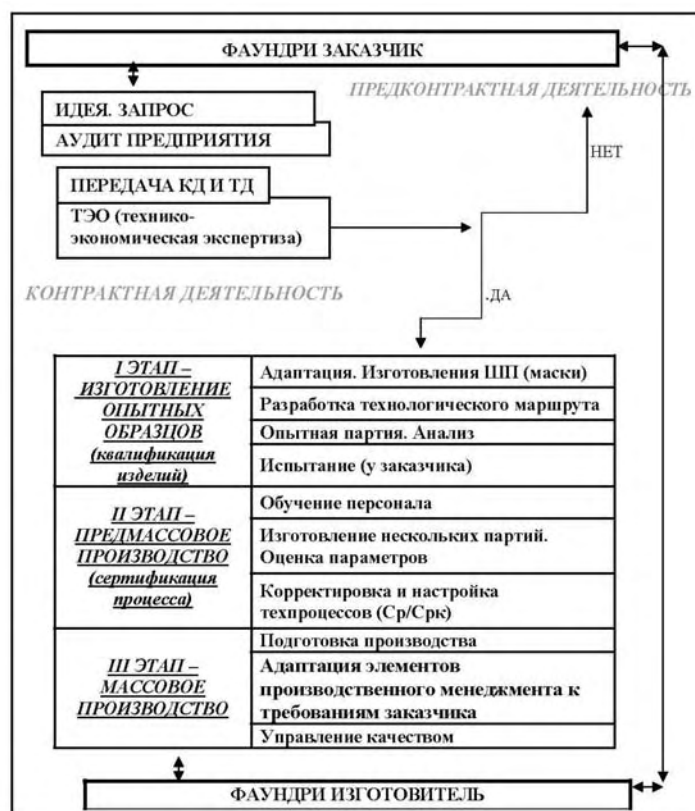 ФАУНДРИ ЗАКАЗЧИК
ПРЕДКОНТРАКТНАЯ ДЕЯТЕЛЬНОСТЬ
ИДЕЯ. ЗАПРОС
АУДИТ ПРЕДПРИЯТИЯ
НЕТ
ПЕРЕДАЧА КД И ТД
ТЭО (технико-
экономическая экспертиза)
КОНТРАКТНАЯ ДЕЯТЕЛЬНОСТЬ
.ДА
I ЭТАП –
ИЗГОТОВЛЕНИЕ
ОПЫТНЫХ
ОБРАЗЦОВ
(квалификация
изделий)
Адаптация. Изготовления ШП (маски)
Разработка технологического маршрута
Опытная партия. Анализ
Испытание (у заказчика)
II ЭТАП –
ПРЕДМАССОВОЕ
ПРОИЗВОДСТВО
(сертификация
процесса)
Обучение персонала
Изготовление нескольких партий.
Оценка параметров
Корректировка и настройка
техпроцессов (Ср/Срк)
III ЭТАП –
МАССОВОЕ
ПРОИЗВОДСТВО
Подготовка производства
Адаптация элементов
производственного менеджмента к
требованиям заказчика
Управление качеством
ФАУНДРИ ИЗГОТОВИТЕЛЬ